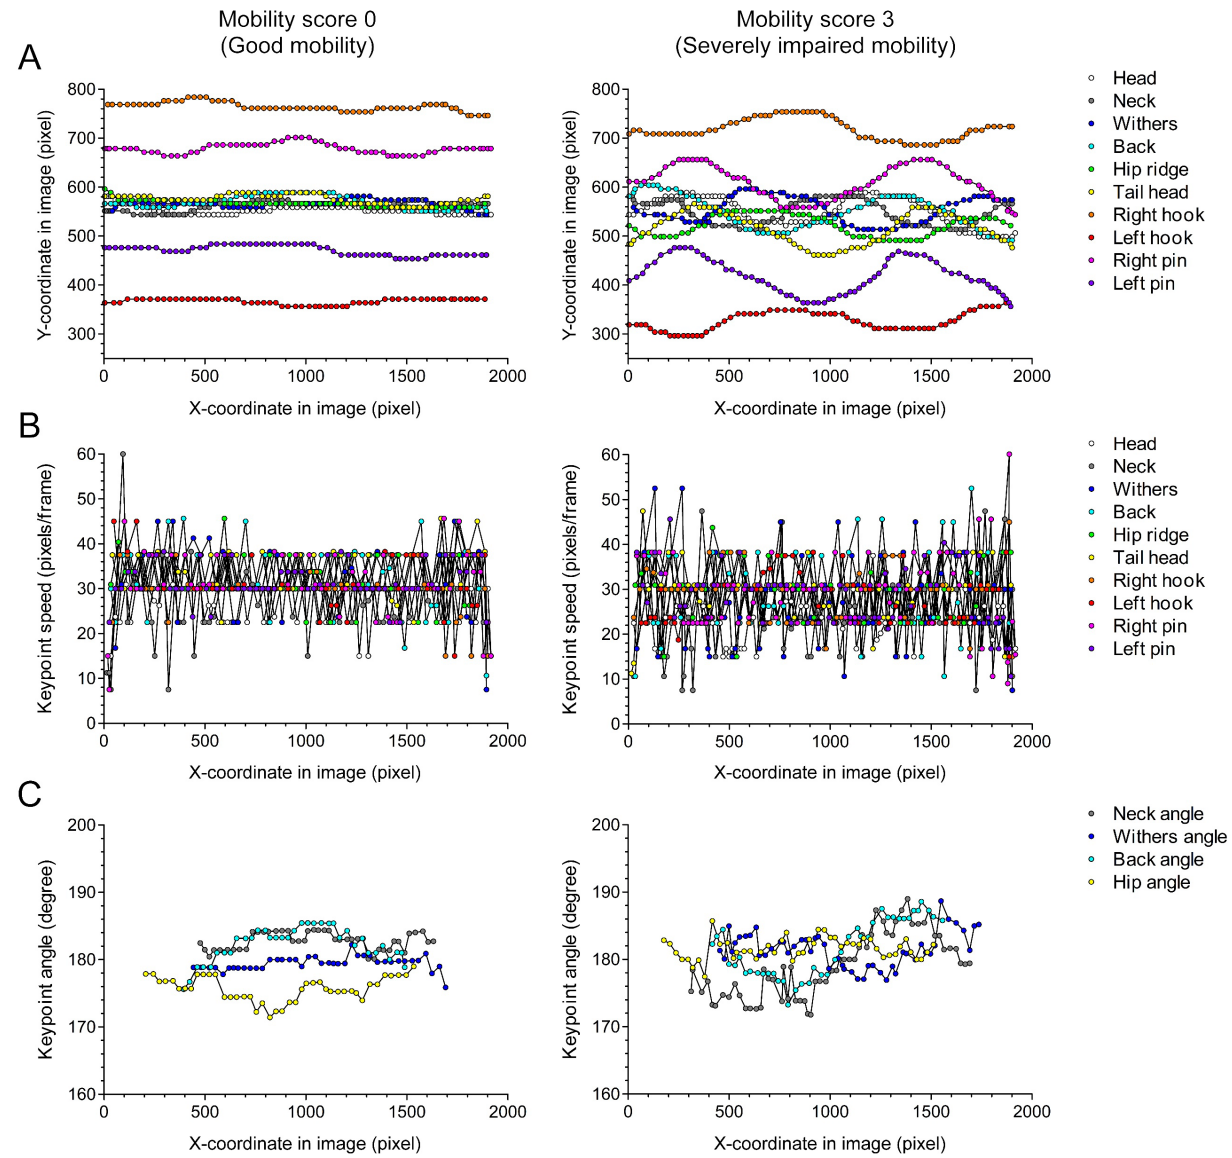 Mobility score 0
(Good mobility)
Mobility score 3
(Severely impaired mobility)
A
800
700
600
500
400
300
Y-coordinate in image (pixel)
0 500 1000 1500 2000
X-coordinate in image (pixel)
800
700
600
500
400
300
Y-coordinate in image (pixel)
0 500 1000 1500 2000
X-coordinate in image (pixel)
Head
Neck
Withers
Back
Hip ridge
Tail head
Right hook
Left hook
Right pin
Left pin
B
60
50
40
30
20
10
0
Keypoint speed (pixels/frame)
0 500 1000 1500 2000
X-coordinate in image (pixel)
60
50
40
30
20
10
0
Keypoint speed (pixels/frame)
0 500 1000 1500 2000
X-coordinate in image (pixel)
Head
Neck
Withers
Back
Hip ridge
Tail head
Right hook
Left hook
Right pin
Left pin
C
200
190
180
170
160
Keypoint angle (degree)
0 500 1000 1500 2000
X-coordinate in image (pixel)
200
190
180
170
160
Keypoint angle (degree)
0 500 1000 1500 2000
X-coordinate in image (pixel)
Neck angle
Withers angle
Back angle
Hip angle